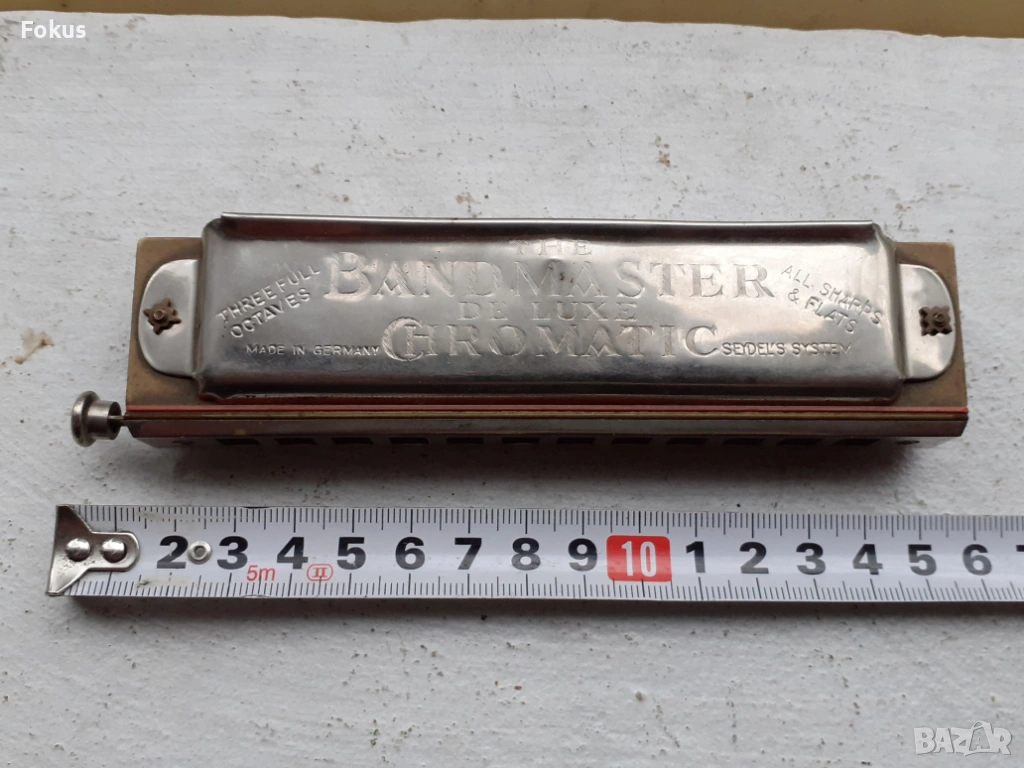 Fokus
THE
BANDMASTER
DE LUXE
CHROMATIC
THREE FULL
OCTAVES
ALL SHARPS
& FLATS
MADE IN GERMANY
SEYDEL'S SYSTEM
2 3 4 5 6 7 8 9 10 1 2 3 4 5 6 7
5m
BAZAR